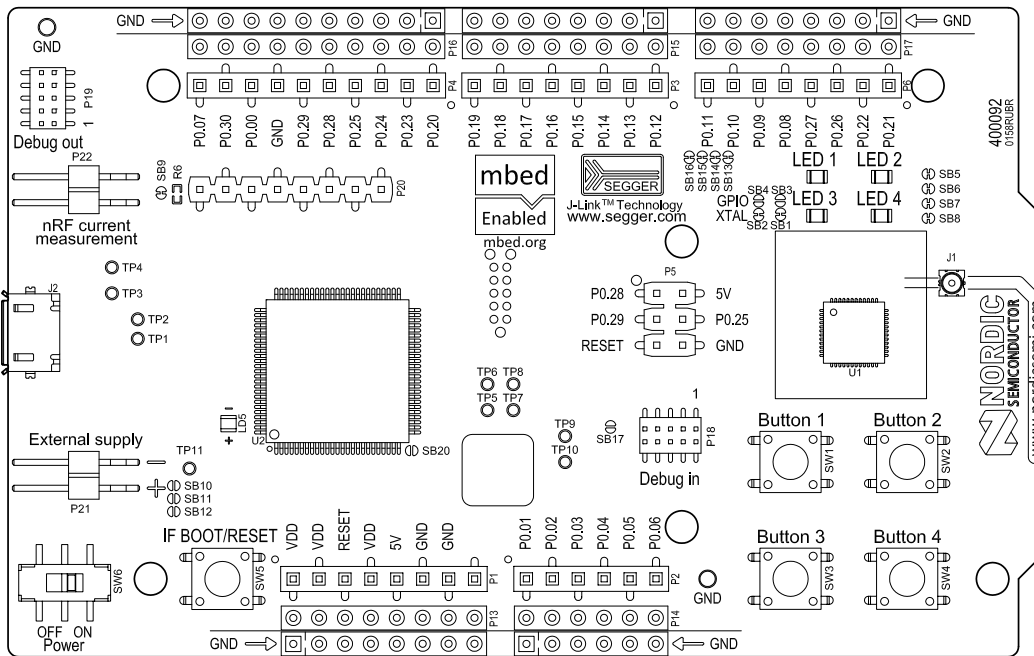 GND
GND
GND
GND
P16
P15
P17
P19
1
P4
P3
P6
Debug out
P0.07
P0.30
P0.00
GND
P0.29
P0.28
P0.25
P0.24
P0.23
P0.20
P0.19
P0.18
P0.17
P0.16
P0.15
P0.14
P0.13
P0.12
P0.11
P0.10
P0.09
P0.08
P0.27
P0.26
P0.22
P0.21
400092
0158RUBR
P22
SB9
R6
P20
nRF current
measurement
mbed
Enabled
mbed.org
SEGGER
J-Link™ Technology
www.segger.com
SB16
SB15
SB14
SB13
LED 1
LED 2
SB4
SB3
GPIO
XTAL
SB2
SB1
LED 3
LED 4
SB5
SB6
SB7
SB8
TP4
TP3
TP2
TP1
J2
P5
P0.28
5V
P0.29
P0.25
RESET
GND
J1
U1
NORDIC
SEMICONDUCTOR
TP6
TP8
TP5
TP7
-
LD5
+
U2
SB20
TP9
TP10
SB17
1
P18
Debug in
Button 1
Button 2
SW1
SW2
External supply
TP11
P21
SB10
SB11
SB12
IF BOOT/RESET
SW5
VDD
VDD
RESET
VDD
5V
GND
GND
P0.01
P0.02
P0.03
P0.04
P0.05
P0.06
P1
P2
GND
Button 3
Button 4
SW3
SW4
SW6
OFF ON
Power
P13
P14
GND
GND